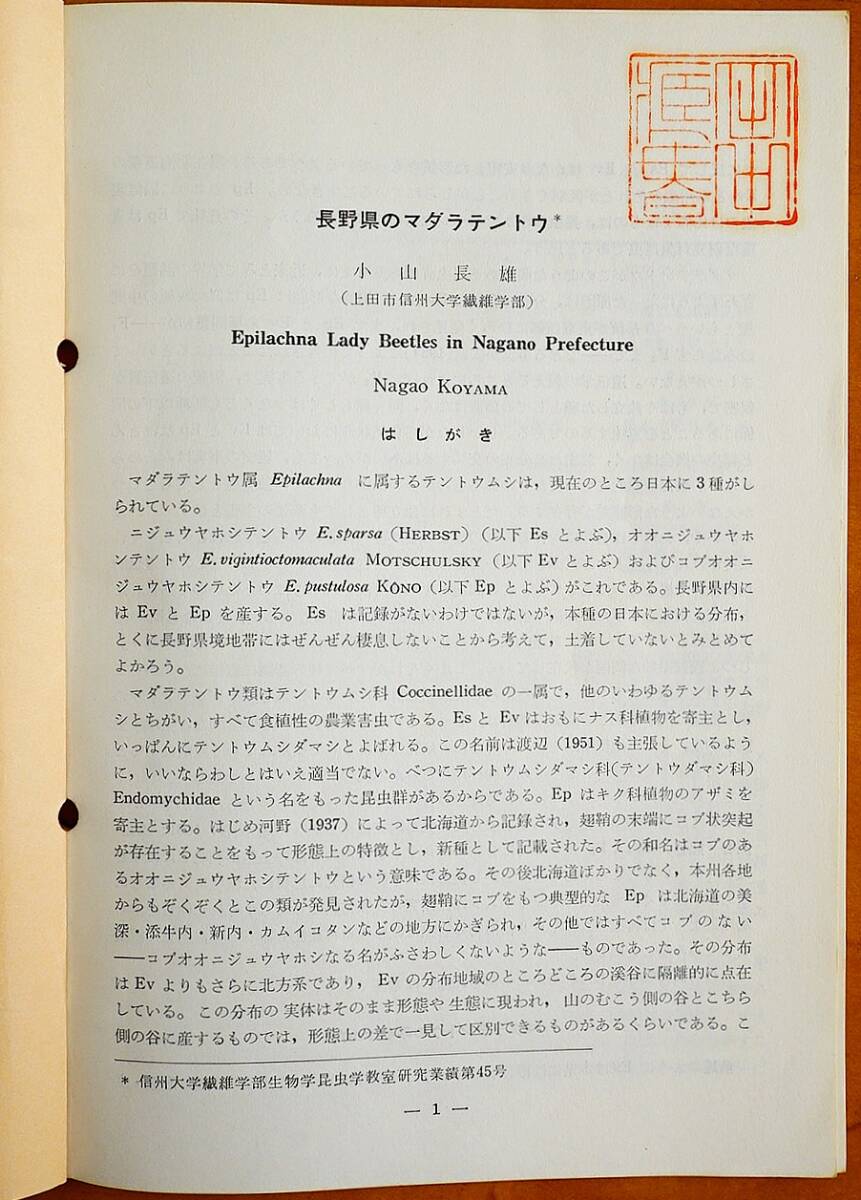 長野県のマダラテントウ*
小山長雄
(上田市信州大学繊維学部)
Epilachna Lady Beetles in Nagano Prefecture
Nagao KOYAMA
はしがき
マダラテントウ属 Epilachna に属するテントウムシは，現在のところ日本に3種がし
られている。
ニジュウヤホシテントウ E. sparsa (HERBST) (以下 Es とよぶ)，オオニジュウヤホ
ンテントウ E. vigintioctomaculata MOTSCHULSKY (以下 Ev とよぶ) およびコブオオニ
ジュウヤホシテントウ E. pustulosa KŌNO (以下 Ep とよぶ) がこれである。長野県内に
は Ev と Ep を産する。 Es は記録がないわけではないが，本種の日本における分布，
とくに長野県境地帯にはぜんぜん棲息しないことから考えて，土着していないとみとめて
よかろう。
マダラテントウ類はテントウムシ科 Coccinellidae の一属で，他のいわゆるテントウム
シとちがい，すべて食植性の農業害虫である。Es と Ev はおもにナス科植物を寄主とし，
いっぱんにテントウムシダマシとよばれる。この名前は渡辺 (1951) も主張しているよう
に，いいならわしとはいえ適当でない。べつにテントウムシダマシ科(テントウダマシ科)
Endomychidae という名をもった昆虫群があるからである。Ep はキク科植物のアザミを
寄主とする。はじめ河野 (1937) によって北海道から記録され，翅鞘の末端にコブ状突起
が存在することをもって形態上の特徴とし，新種として記載された。その和名はコブのあ
るオオニジュウヤホシテントウという意味である。その後北海道ばかりでなく，本州各地
からもぞくぞくとこの類が発見されたが，翅鞘にコブをもつ典型的な Ep は北海道の美
深・添牛内・新内・カムイコタンなどの地方にかぎられ，その他ではすべてコブのない
――コブオオニジュウヤホシなる名がふさわしくないような――ものであった。その分布
は Ev よりもさらに北方系であり， Ev の分布地域のところどころの渓谷に隔離的に点在
している。 この分布の実体はそのまま形態や生態に現われ，山のむこう側の谷とこちら
側の谷に産するものでは，形態上の差で一見して区別できるものがあるくらいである。こ
* 信州大学繊維学部生物学昆虫学教室研究業績第45号
— 1 —